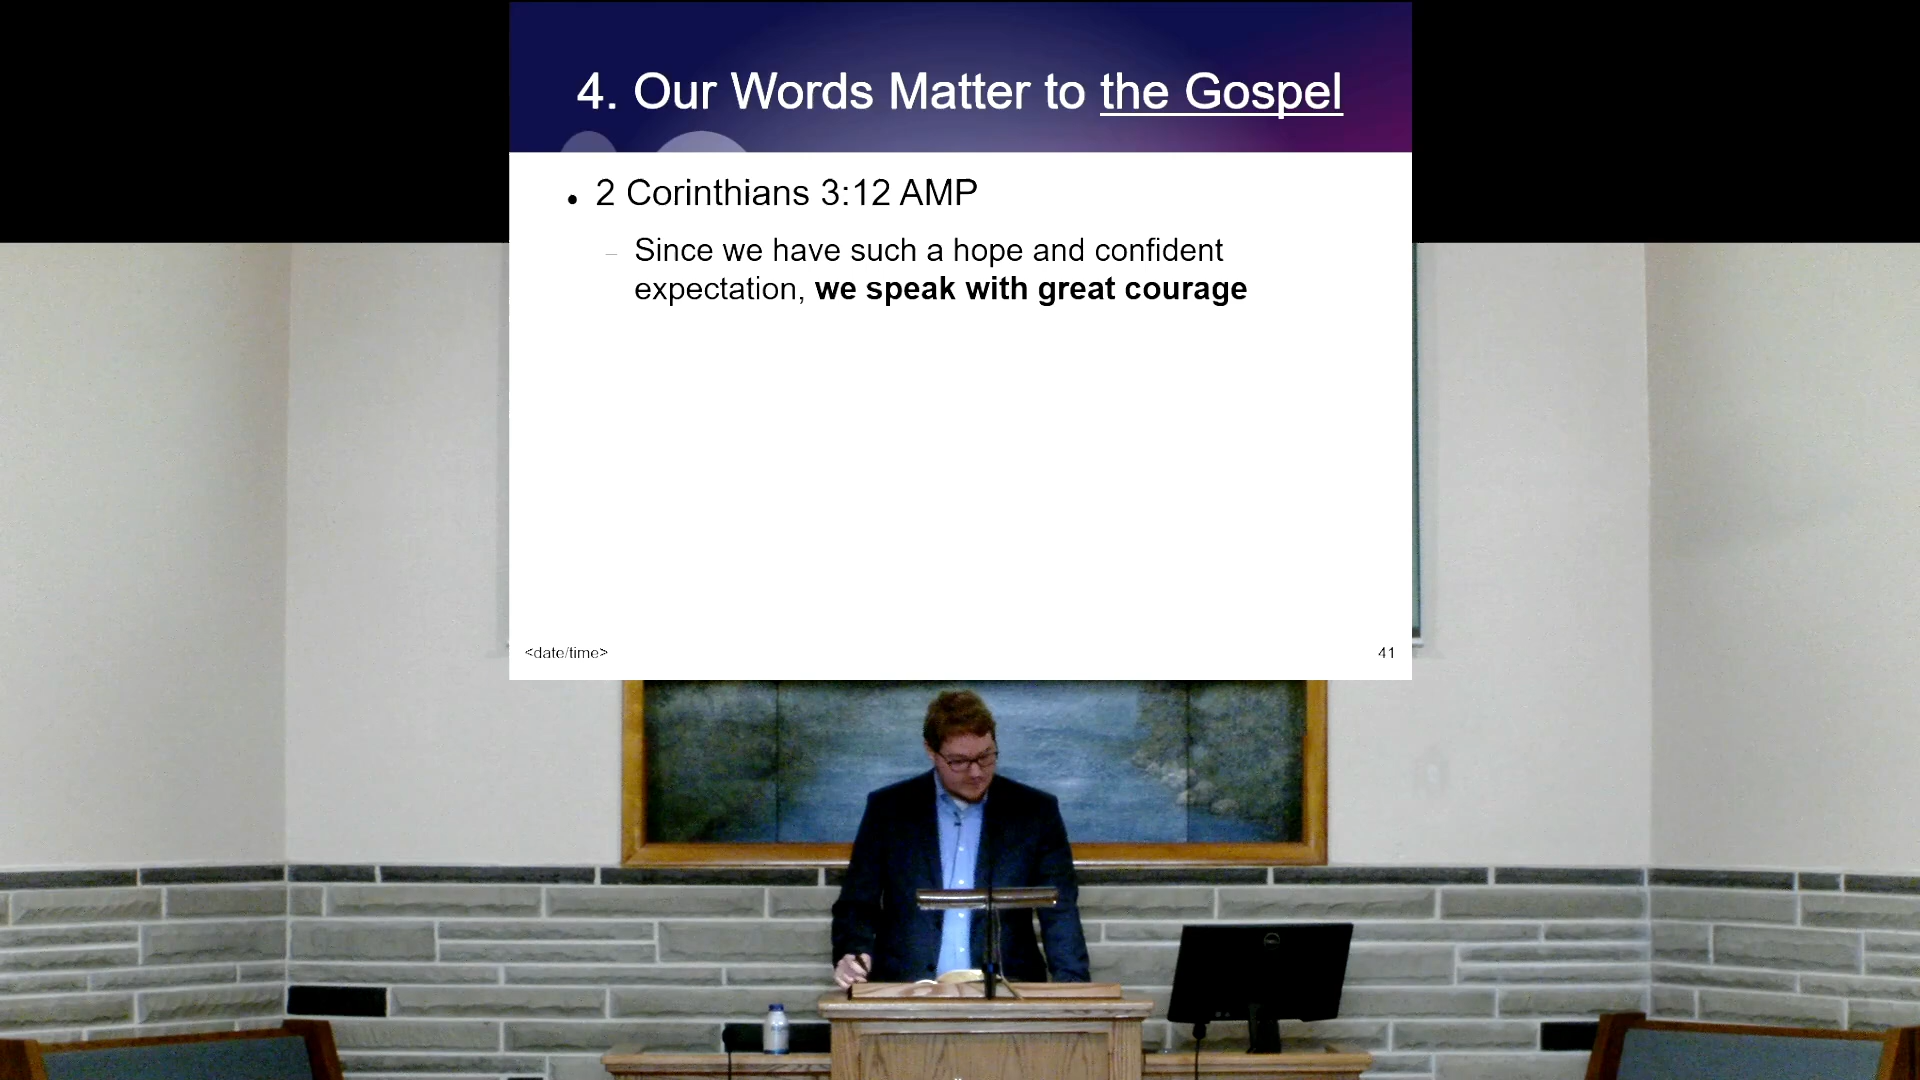 4. Our Words Matter to the Gospel
• 2 Corinthians 3:12 AMP
– Since we have such a hope and confident
expectation, we speak with great courage
<date/time>
41
DELL